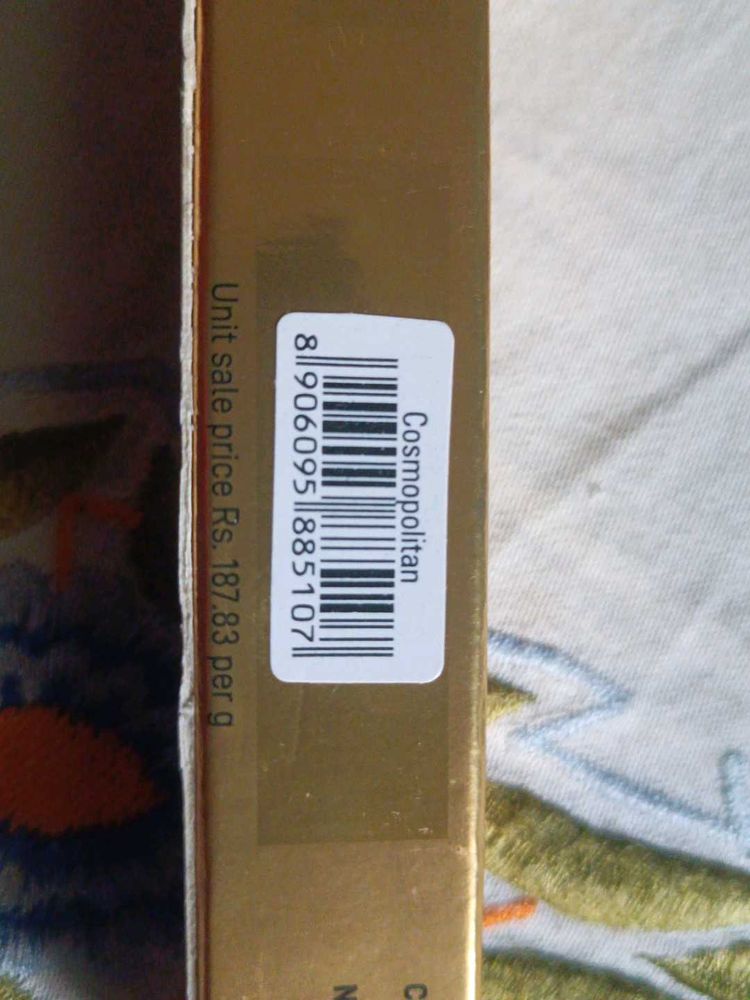 Cosmopolitan
8 906095 885107
Unit sale price Rs. 187.83 per g
C
N